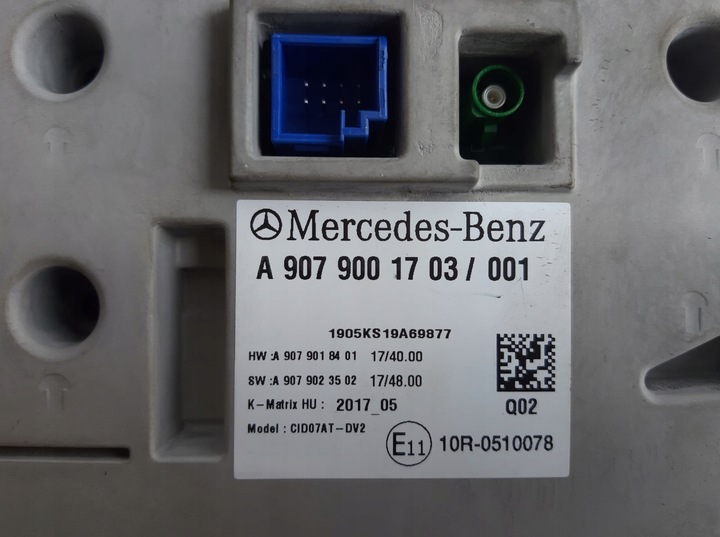 Mercedes-Benz
A 907 900 17 03 / 001
1905KS19A69877
HW :A 907 901 84 01 17/40.00
SW :A 907 902 35 02 17/48.00
K-Matrix HU : 2017_05
Model : CID07AT-DV2
Q02
E11 10R-0510078